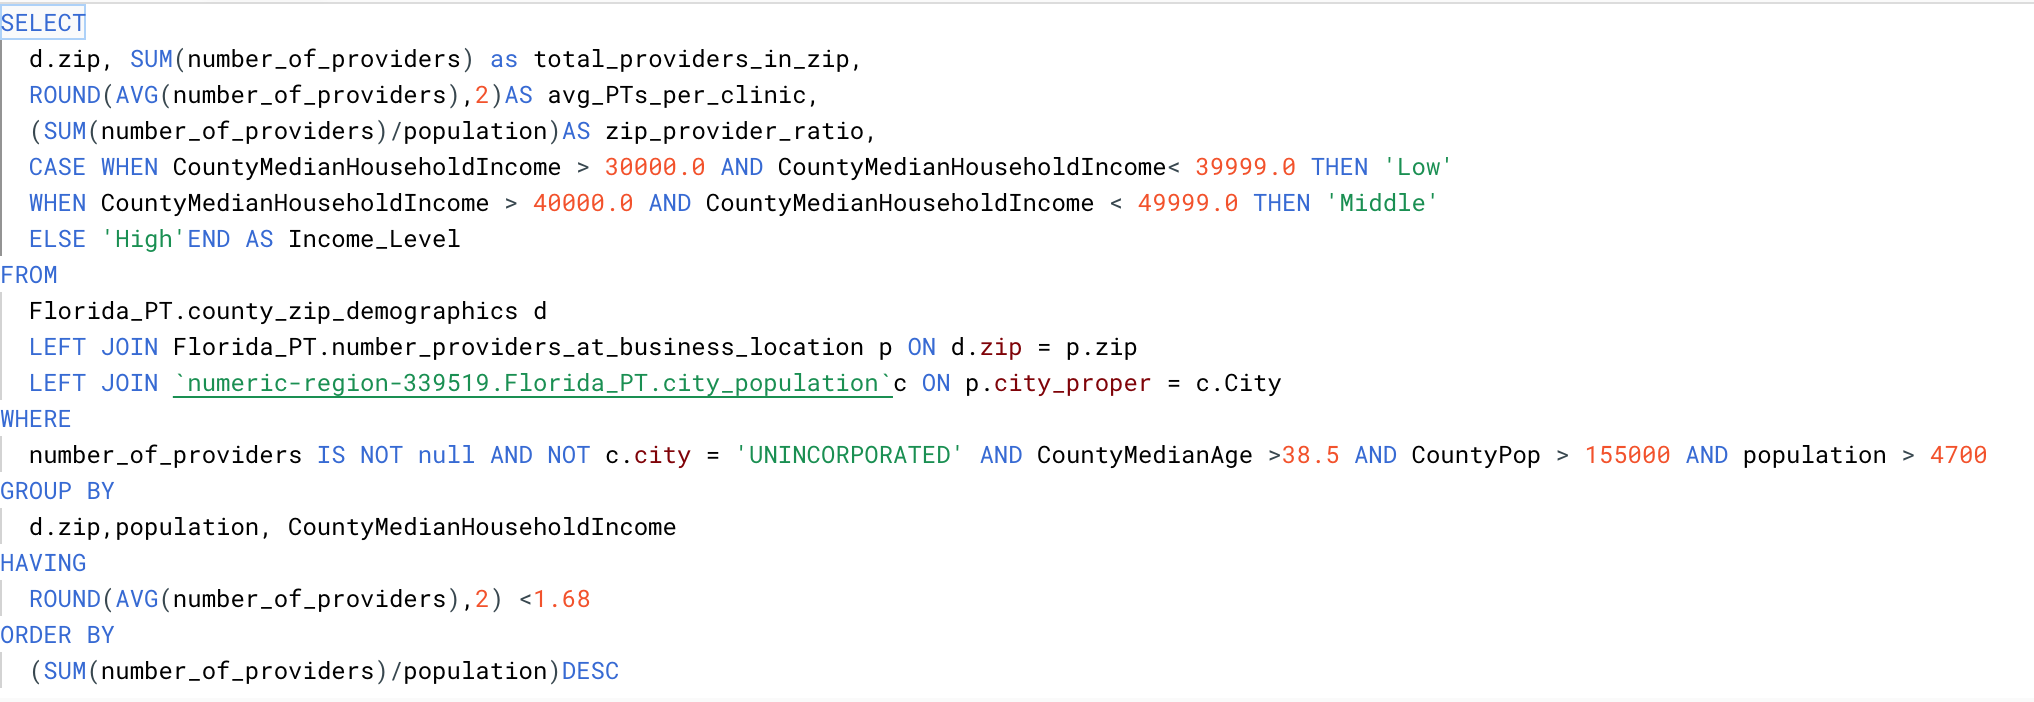 SELECT
d.zip, SUM(number_of_providers) as total_providers_in_zip,
ROUND(AVG(number_of_providers),2)AS avg_PTs_per_clinic,
(SUM(number_of_providers)/population)AS zip_provider_ratio,
CASE WHEN CountyMedianHouseholdIncome > 30000.0 AND CountyMedianHouseholdIncome< 39999.0 THEN 'Low'
WHEN CountyMedianHouseholdIncome > 40000.0 AND CountyMedianHouseholdIncome < 49999.0 THEN 'Middle'
ELSE 'High'END AS Income_Level
FROM
Florida_PT.county_zip_demographics d
LEFT JOIN Florida_PT.number_providers_at_business_location p ON d.zip = p.zip
LEFT JOIN `numeric-region-339519.Florida_PT.city_population`c ON p.city_proper = c.City
WHERE
number_of_providers IS NOT null AND NOT c.city = 'UNINCORPORATED' AND CountyMedianAge >38.5 AND CountyPop > 155000 AND population > 4700
GROUP BY
d.zip,population, CountyMedianHouseholdIncome
HAVING
ROUND(AVG(number_of_providers),2) <1.68
ORDER BY
(SUM(number_of_providers)/population)DESC